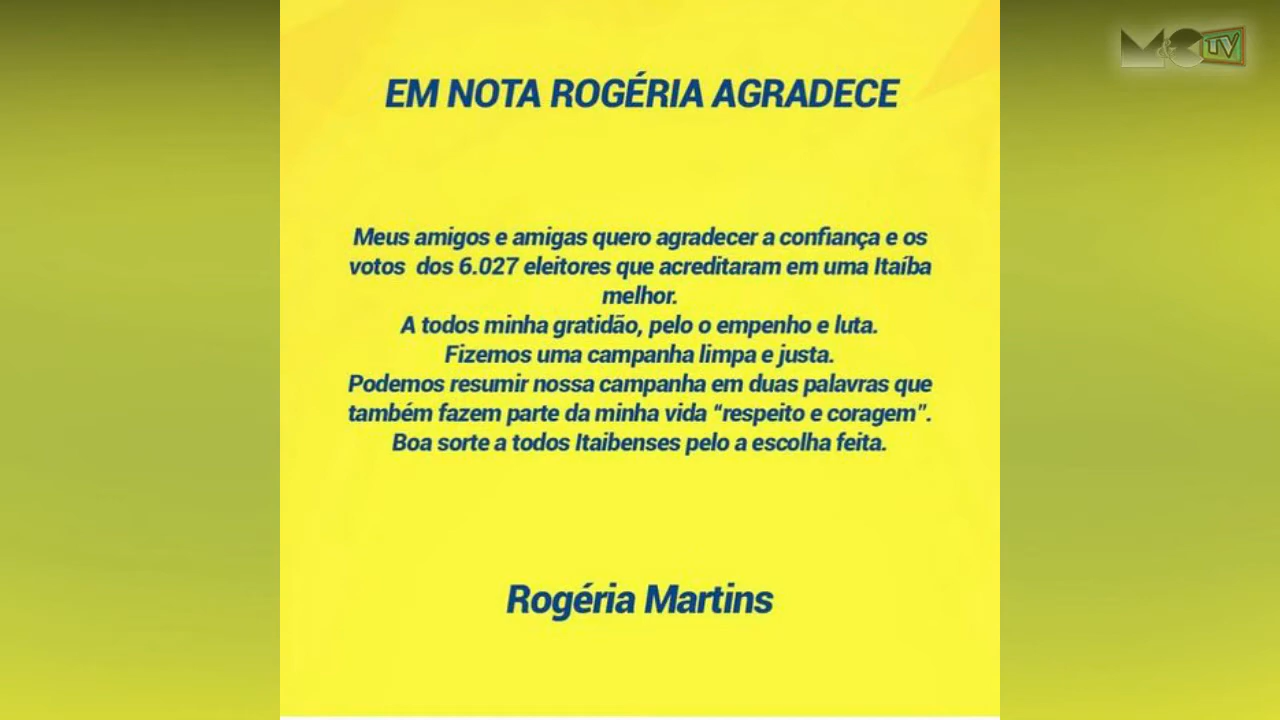 M&C TV
EM NOTA ROGÉRIA AGRADECE
Meus amigos e amigas quero agradecer a confiança e os
votos dos 6.027 eleitores que acreditaram em uma Itaíba
melhor.
A todos minha gratidão, pelo o empenho e luta.
Fizemos uma campanha limpa e justa.
Podemos resumir nossa campanha em duas palavras que
também fazem parte da minha vida “respeito e coragem”.
Boa sorte a todos Itaibenses pelo a escolha feita.
Rogéria Martins